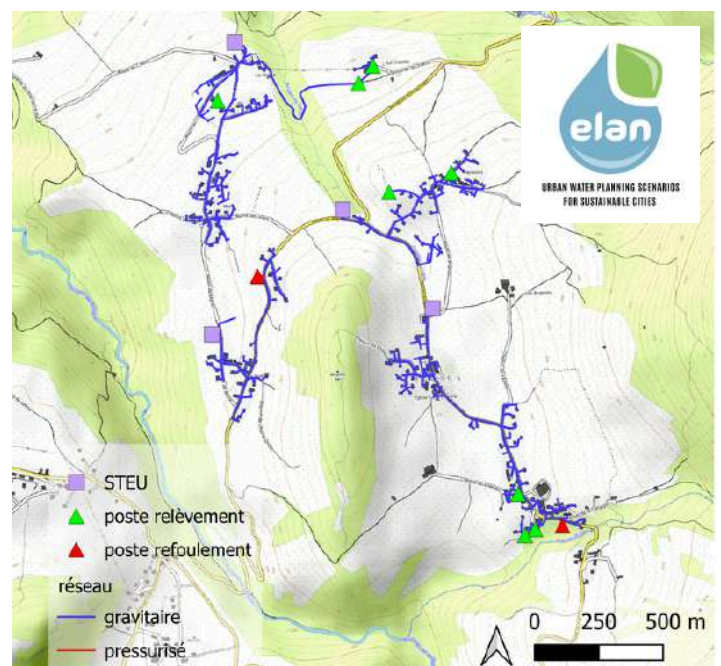 elan
URBAN WATER PLANNING SCENARIOS
FOR SUSTAINABLE CITIES
STEU
poste relèvement
poste refoulement
réseau
gravitaire
pressurisé
0 250 500 m